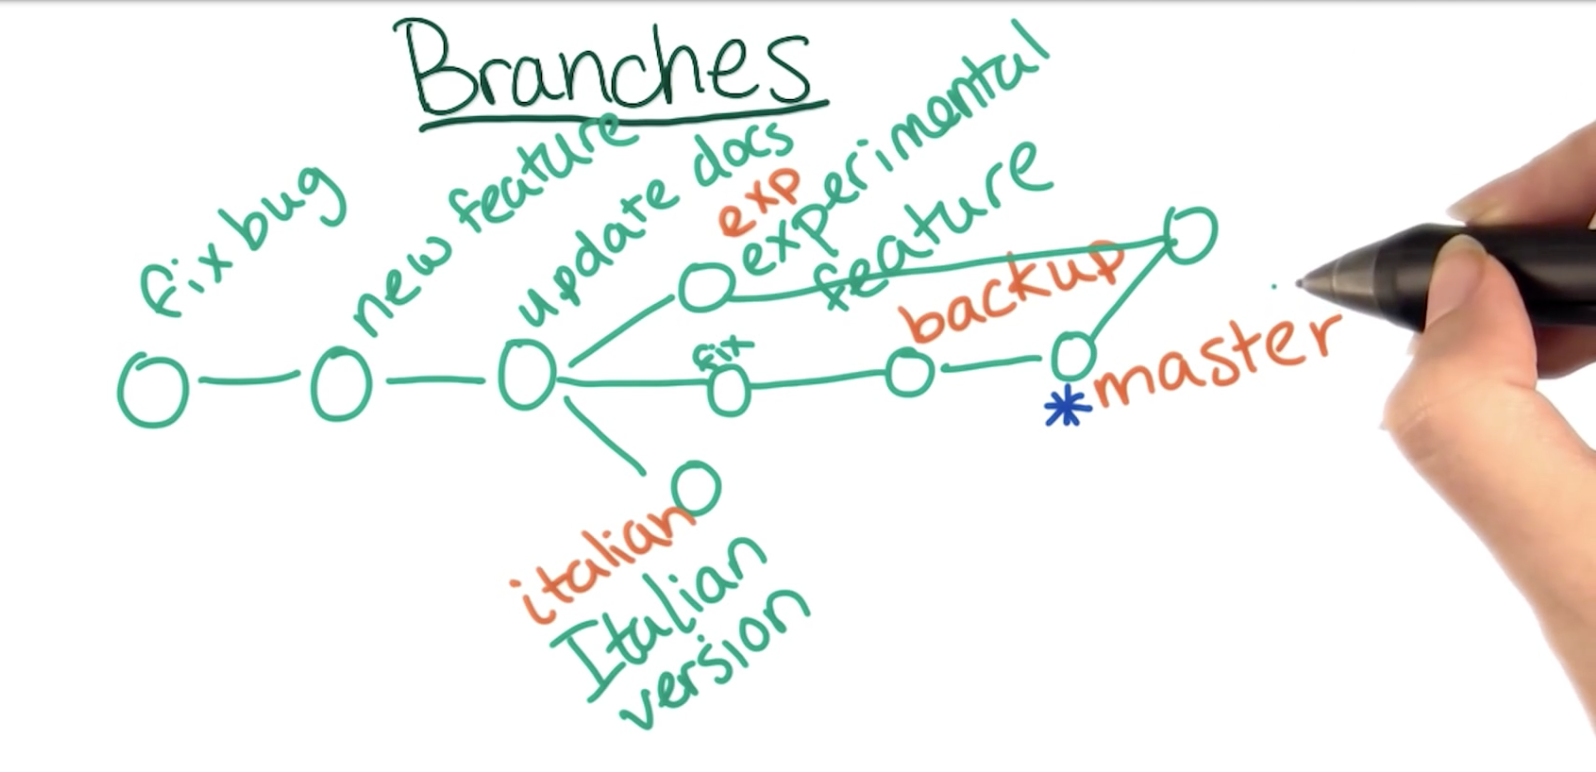 Branches
fix bug
new feature
update docs
exp
experimental
feature
fix
backup
*master
italian
Italian
version